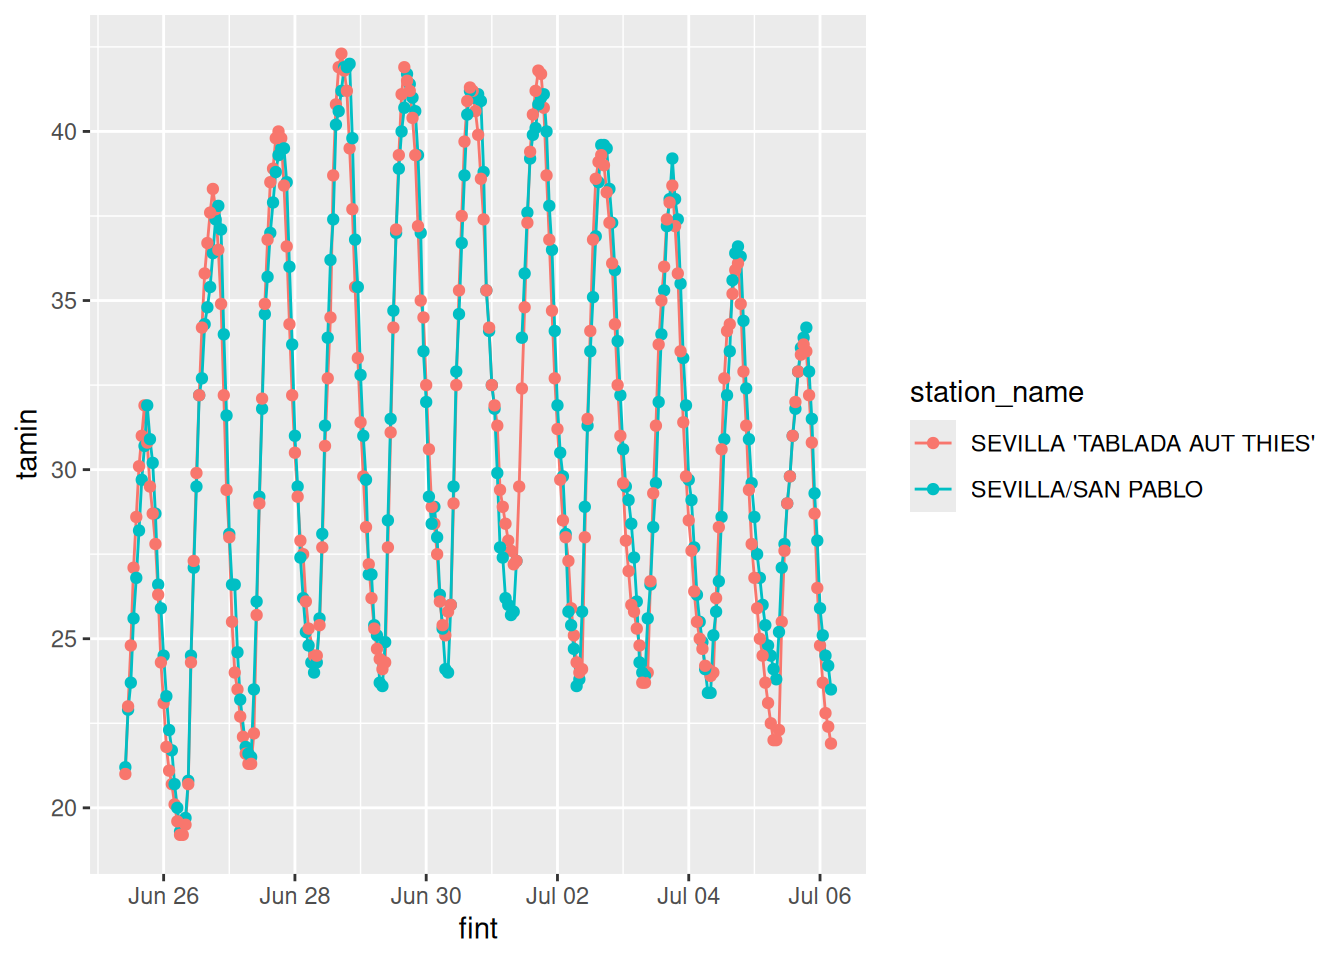 40
35
30
25
20
tamin
Jun 26 Jun 28 Jun 30 Jul 02 Jul 04 Jul 06
fint
station_name
SEVILLA 'TABLADA AUT THIES'
SEVILLA/SAN PABLO